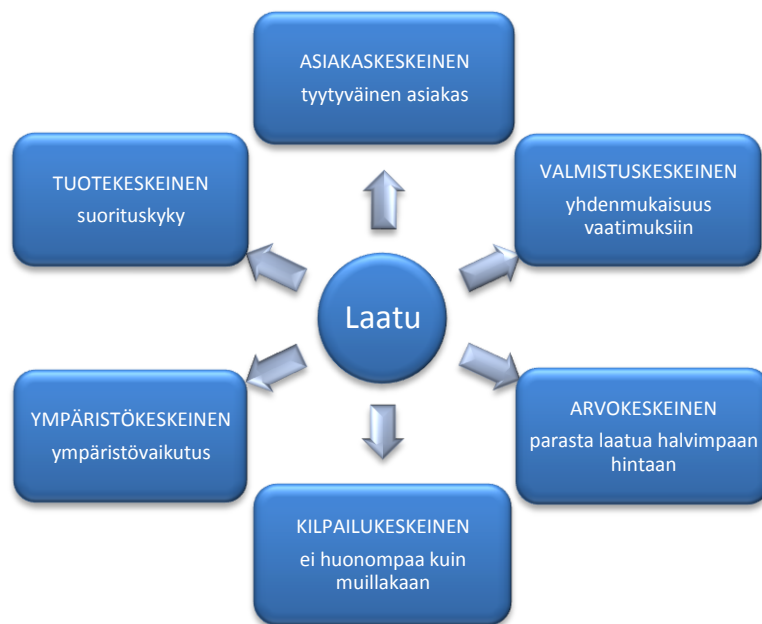 ASIAKASKESKEINEN
tyytyväinen asiakas
TUOTEKESKEINEN
suorituskyky
VALMISTUSKESKEINEN
yhdenmukaisuus
vaatimuksiin
Laatu
YMPÄRISTÖKESKEINEN
ympäristövaikutus
ARVOKESKEINEN
parasta laatua halvimpaan
hintaan
KILPAILUKESKEINEN
ei huonompaa kuin
muillakaan